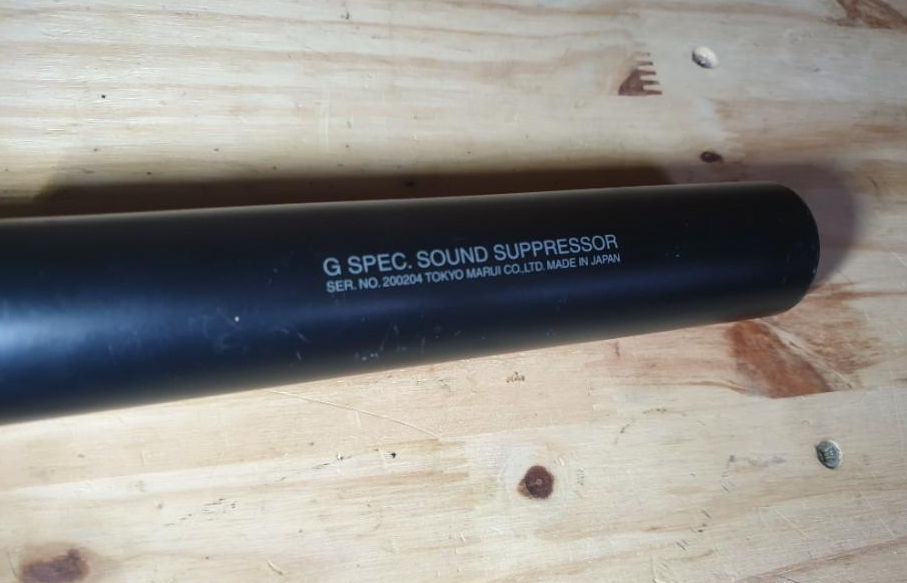 G SPEC. SOUND SUPPRESSOR
SER. NO. 200204 TOKYO MARUI CO.,LTD. MADE IN JAPAN